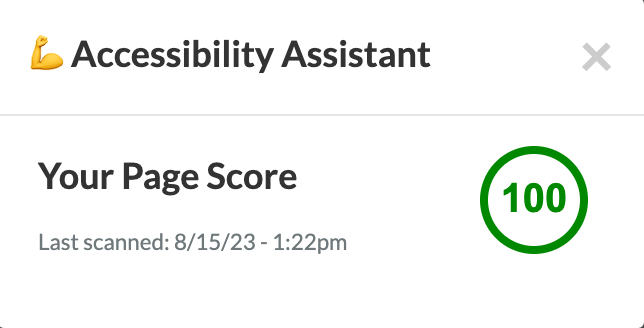 💪 Accessibility Assistant
Your Page Score
100
Last scanned: 8/15/23 - 1:22pm